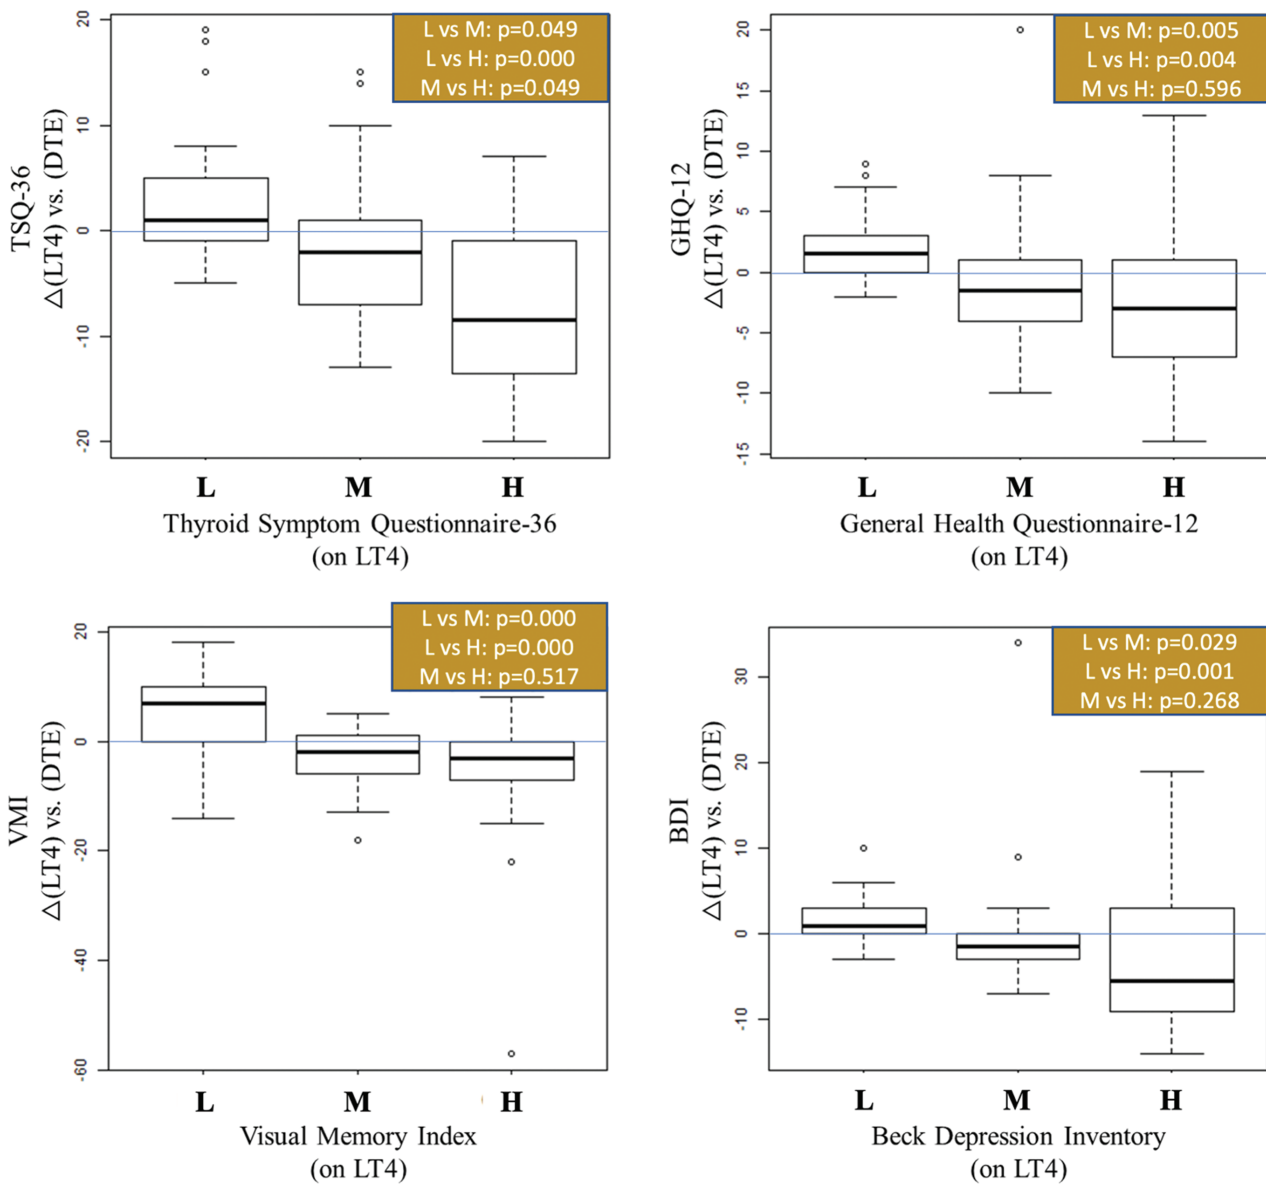 L vs M: p=0.049
L vs H: p=0.000
M vs H: p=0.049
TSQ-36
△(LT4) vs. (DTE)
20
10
0
-10
-20
L M H
Thyroid Symptom Questionnaire-36
(on LT4)
L vs M: p=0.005
L vs H: p=0.004
M vs H: p=0.596
GHQ-12
△(LT4) vs. (DTE)
20
15
10
5
0
-5
-10
-15
L M H
General Health Questionnaire-12
(on LT4)
L vs M: p=0.000
L vs H: p=0.000
M vs H: p=0.517
VMI
△(LT4) vs. (DTE)
20
0
-20
-40
-60
L M H
Visual Memory Index
(on LT4)
L vs M: p=0.029
L vs H: p=0.001
M vs H: p=0.268
BDI
△(LT4) vs. (DTE)
30
20
10
0
-10
L M H
Beck Depression Inventory
(on LT4)